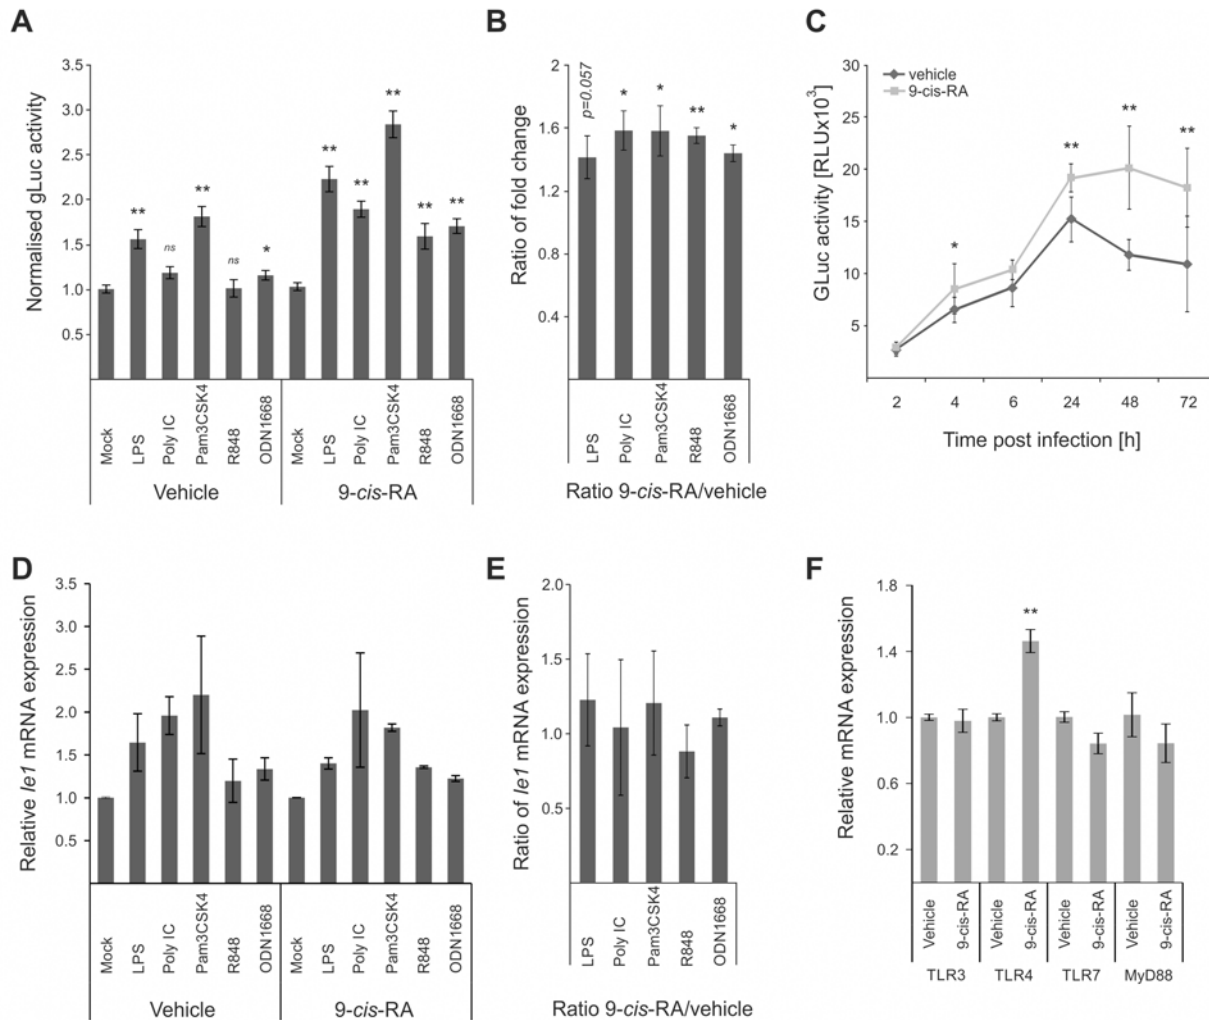 A
Normalised gLuc activity
3.5
3.0
2.5
2.0
1.5
1.0
0.5
**
ns
**
ns
*
**
**
**
**
**
Mock
LPS
Poly IC
Pam3CSK4
R848
ODN1668
Mock
LPS
Poly IC
Pam3CSK4
R848
ODN1668
Vehicle
9-cis-RA
B
Ratio of fold change
2
1.6
1.2
0.8
0.4
p=0.057
*
*
**
*
LPS
Poly IC
Pam3CSK4
R848
ODN1668
Ratio 9-cis-RA/vehicle
C
GLuc activity [RLUx10³]
30
25
20
15
10
5
vehicle
9-cis-RA
*
**
**
**
2 4 6 24 48 72
Time post infection [h]
D
Relative Ie1 mRNA expression
3.5
3.0
2.5
2.0
1.5
1.0
0.5
Mock
LPS
Poly IC
Pam3CSK4
R848
ODN1668
Mock
LPS
Poly IC
Pam3CSK4
R848
ODN1668
Vehicle
9-cis-RA
E
Ratio of Ie1 mRNA expression
2.0
1.5
1.0
0.5
LPS
Poly IC
Pam3CSK4
R848
ODN1668
Ratio 9-cis-RA/vehicle
F
Relative mRNA expression
1.8
1.4
1.0
0.6
0.2
**
Vehicle
9-cis-RA
Vehicle
9-cis-RA
Vehicle
9-cis-RA
Vehicle
9-cis-RA
TLR3 TLR4 TLR7 MyD88